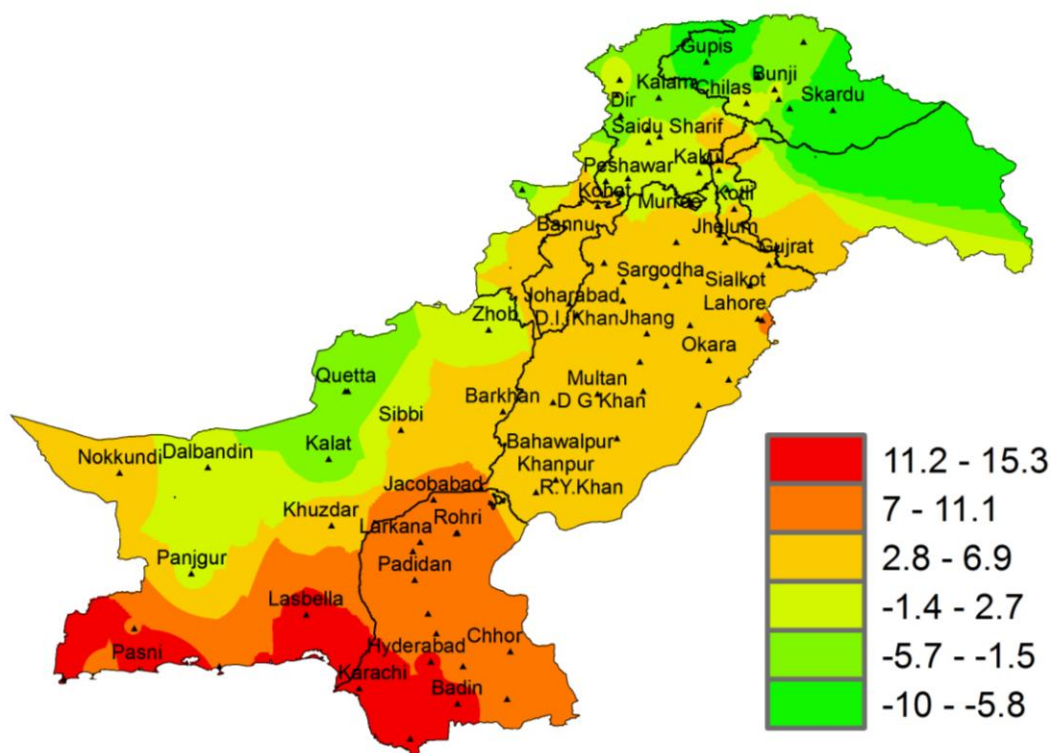 Gupis
Bunji
Kalam
Chilas
Skardu
Dir
Saidu Sharif
Kakul
Peshawar
Kohat
Kotli
Murree
Bannu
Jhelum
Gujrat
Sargodha
Sialkot
Joharabad
Lahore
Zhob
D.I. Khan
Jhang
Okara
Quetta
Multan
Barkhan
D G Khan
Sibbi
Kalat
Bahawalpur
Dalbandin
Nokkundi
Khanpur
Jacobabad
R.Y.Khan
Khuzdar
Larkana
Rohri
Panjgur
Padidan
Lasbella
Chhor
Hyderabad
Pasni
Karachi
Badin
11.2 - 15.3
7 - 11.1
2.8 - 6.9
-1.4 - 2.7
-5.7 - -1.5
-10 - -5.8